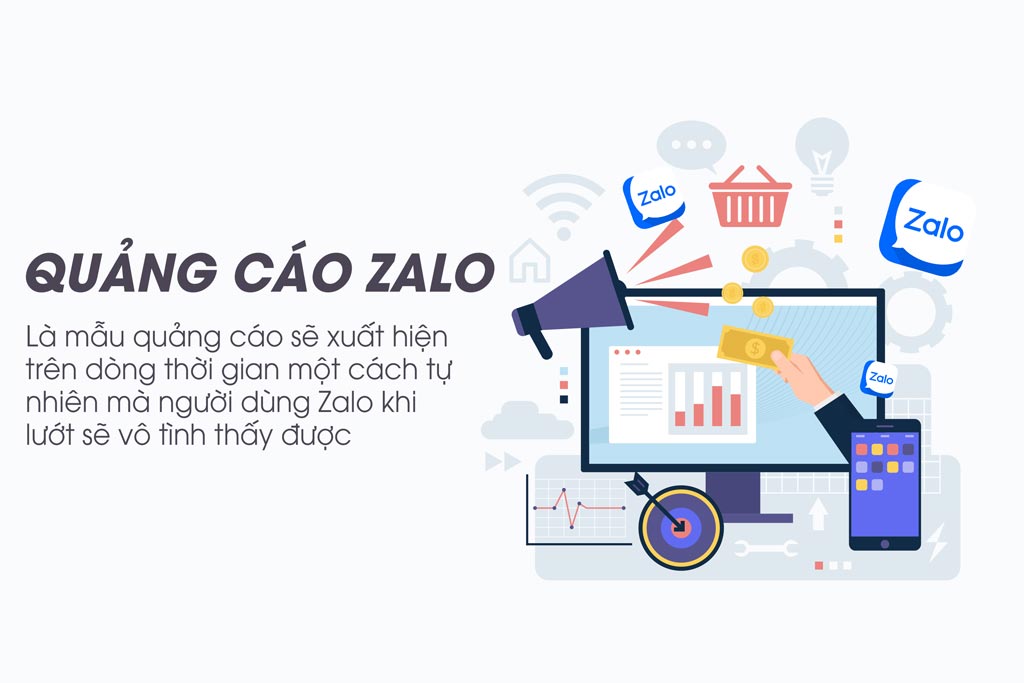 QUẢNG CÁO ZALO
Là mẫu quảng cáo sẽ xuất hiện
trên dòng thời gian một cách tự
nhiên mà người dùng Zalo khi
lướt sẽ vô tình thấy được
Zalo
Zalo
Zalo
$
$
$
$